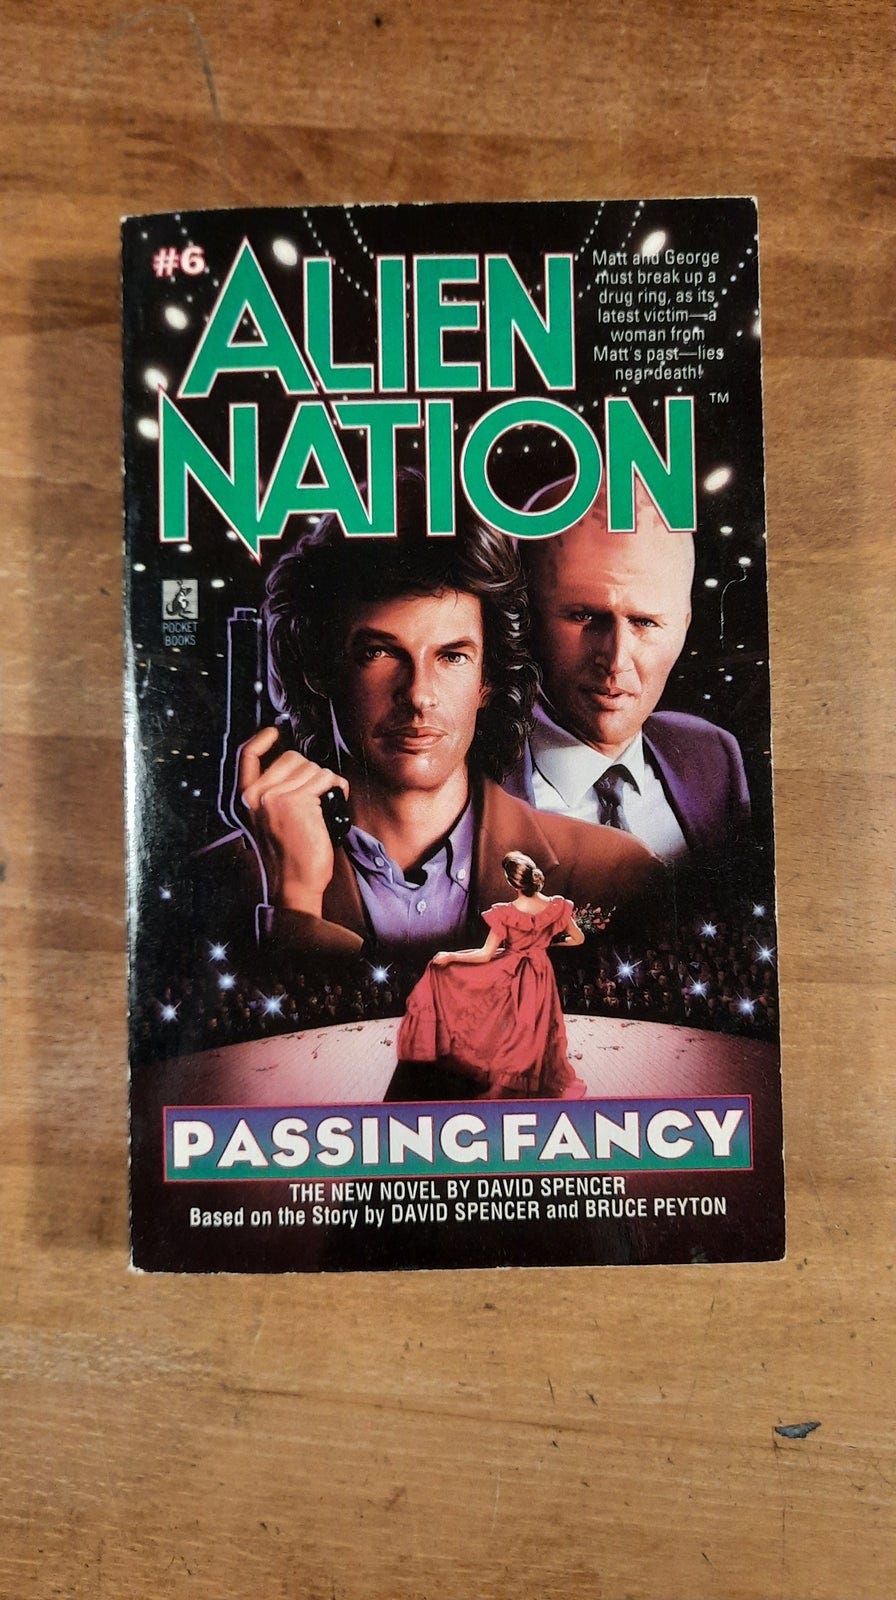 #6
ALIEN
NATION
™
Matt and George
must break up a
drug ring, as its
latest victim—a
woman from
Matt's past—lies
near death!
POCKET
BOOKS
PASSING FANCY
THE NEW NOVEL BY DAVID SPENCER
Based on the Story by DAVID SPENCER and BRUCE PEYTON